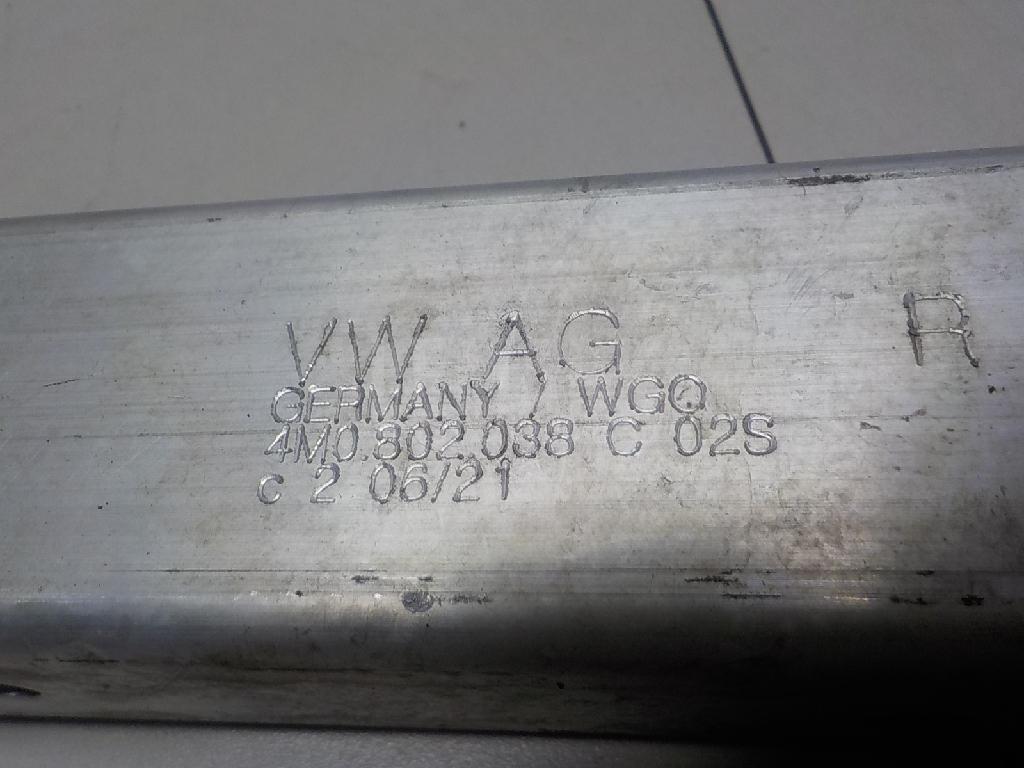 VW AG
R
GERMANY WGO
4M0.802.038 C 02S
c 2 06/21